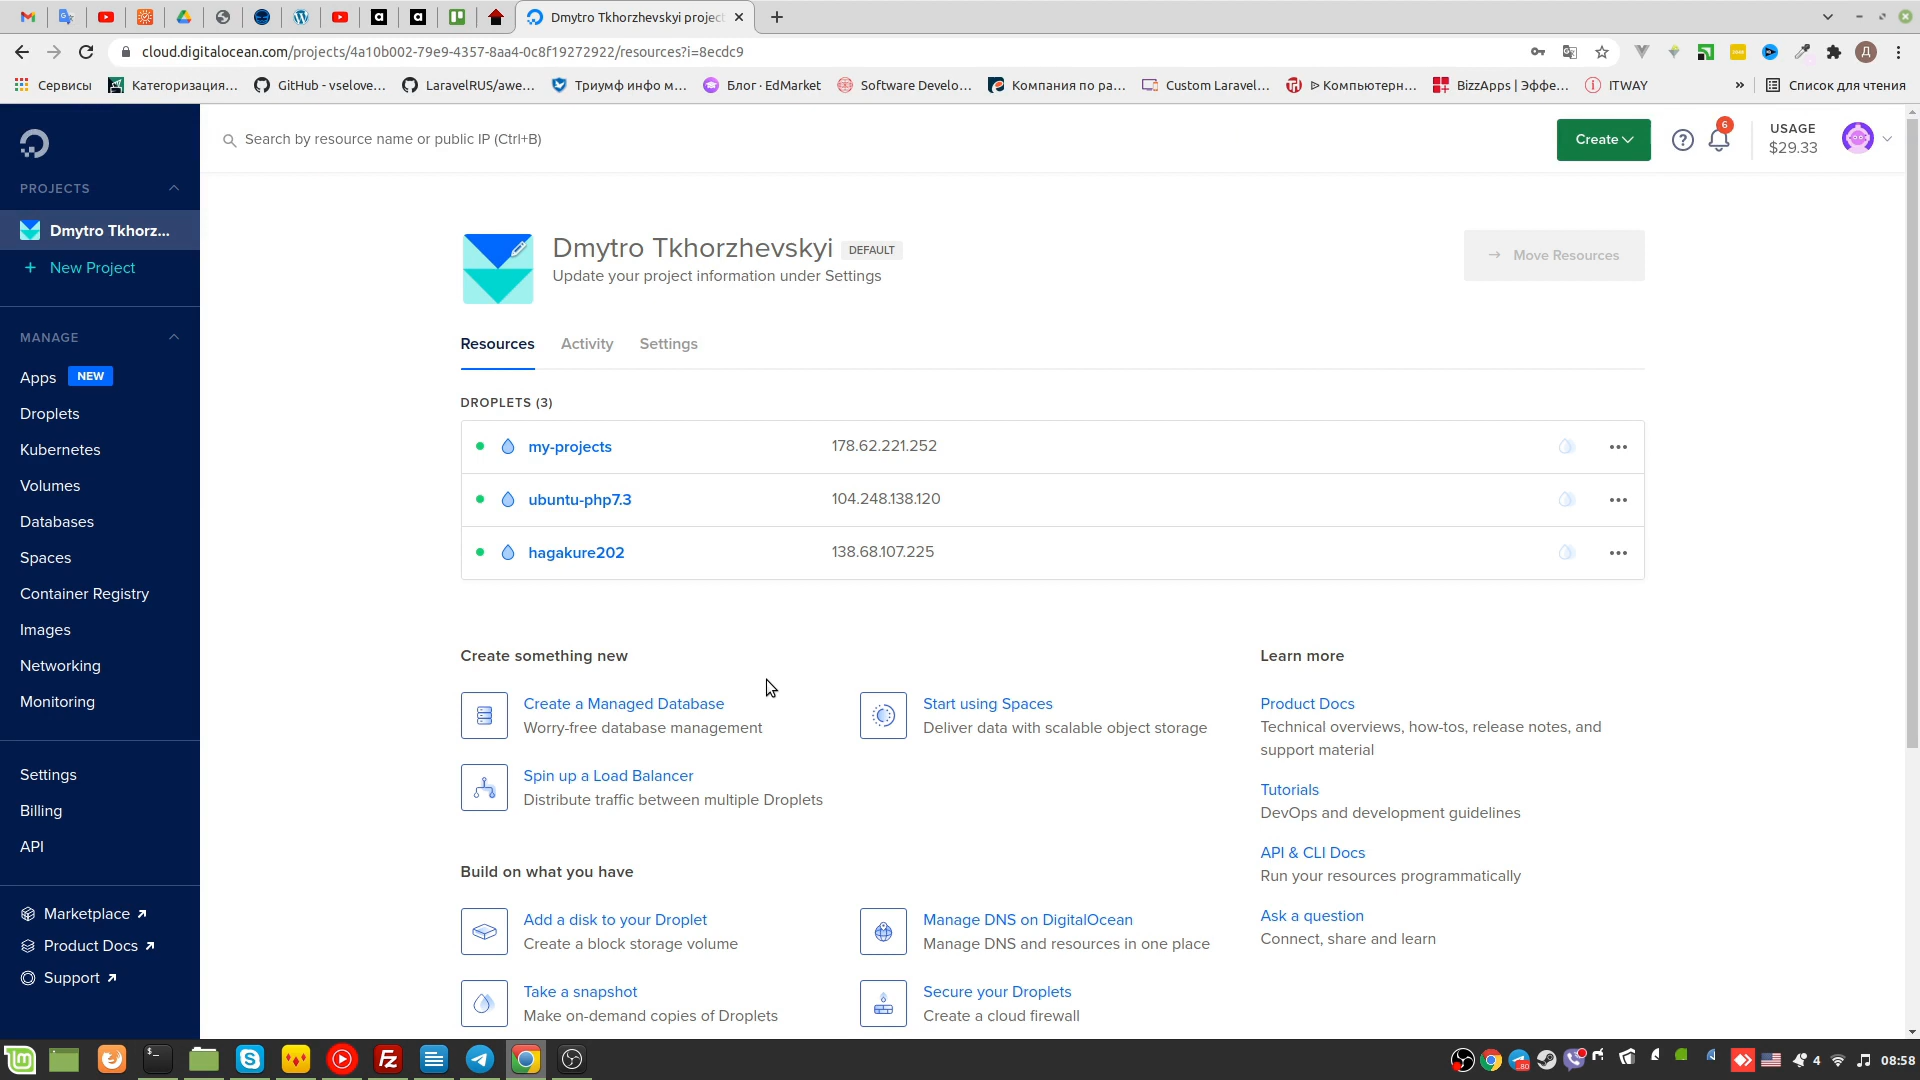 Dmytro Tkhorzhevskyi project
cloud.digitalocean.com/projects/4a10b002-79e9-4357-8aa4-0c8f19272922/resources?i=8ecdc9
Сервисы
Категоризация...
GitHub - vselove...
LaravelRUS/awe...
Триумф инфо м...
Блог · EdMarket
Software Develo...
Компания по ра...
Custom Laravel...
ᐅ Компьютерн...
BizzApps | Эффе...
ITWAY
»
Список для чтения
Search by resource name or public IP (Ctrl+B)
Create
6
USAGE
$29.33
PROJECTS
Dmytro Tkhorz...
+ New Project
MANAGE
Apps NEW
Droplets
Kubernetes
Volumes
Databases
Spaces
Container Registry
Images
Networking
Monitoring
Settings
Billing
API
Marketplace
Product Docs
Support
Dmytro Tkhorzhevskyi DEFAULT
Update your project information under Settings
→ Move Resources
Resources
Activity
Settings
DROPLETS (3)
my-projects 178.62.221.252
ubuntu-php7.3 104.248.138.120
hagakure202 138.68.107.225
Create something new
Create a Managed Database
Worry-free database management
Start using Spaces
Deliver data with scalable object storage
Spin up a Load Balancer
Distribute traffic between multiple Droplets
Build on what you have
Add a disk to your Droplet
Create a block storage volume
Manage DNS on DigitalOcean
Manage DNS and resources in one place
Take a snapshot
Make on-demand copies of Droplets
Secure your Droplets
Create a cloud firewall
Learn more
Product Docs
Technical overviews, how-tos, release notes, and
support material
Tutorials
DevOps and development guidelines
API & CLI Docs
Run your resources programmatically
Ask a question
Connect, share and learn
4
08:58